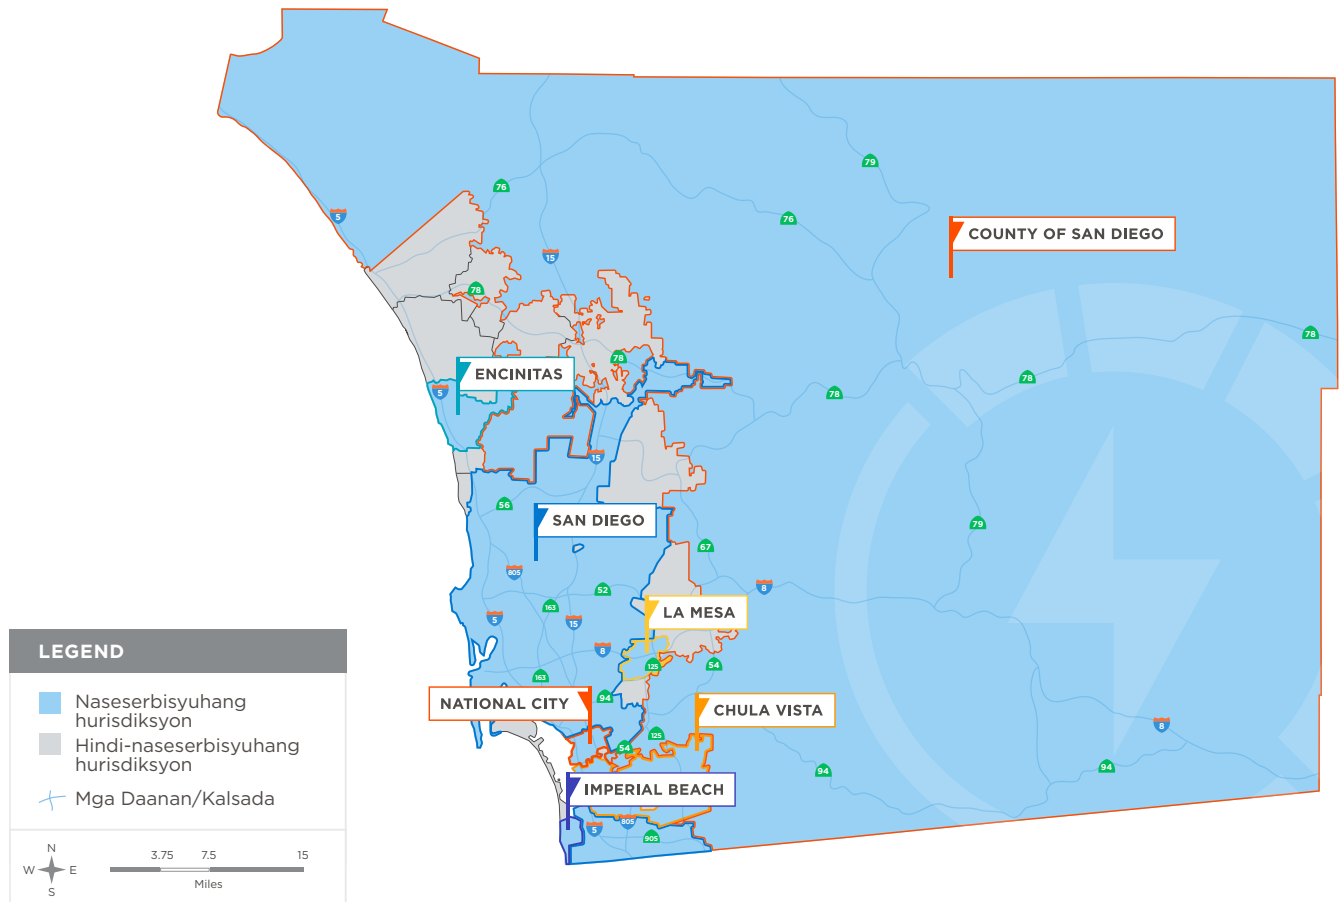 79
76
5
76
COUNTY OF SAN DIEGO
15
78
78
78
ENCINITAS
78
78
5
15
56
SAN DIEGO
79
67
805
52
8
163
LA MESA
5
15
8
125
54
163
94
NATIONAL CITY
CHULA VISTA
8
125
54
94
94
IMPERIAL BEACH
5
805
905
LEGEND
Naseserbisyuhang
hurisdiksyon
Hindi-naseserbisyuhang
hurisdiksyon
Mga Daanan/Kalsada
N
W E
S
3.75 7.5 15
Miles